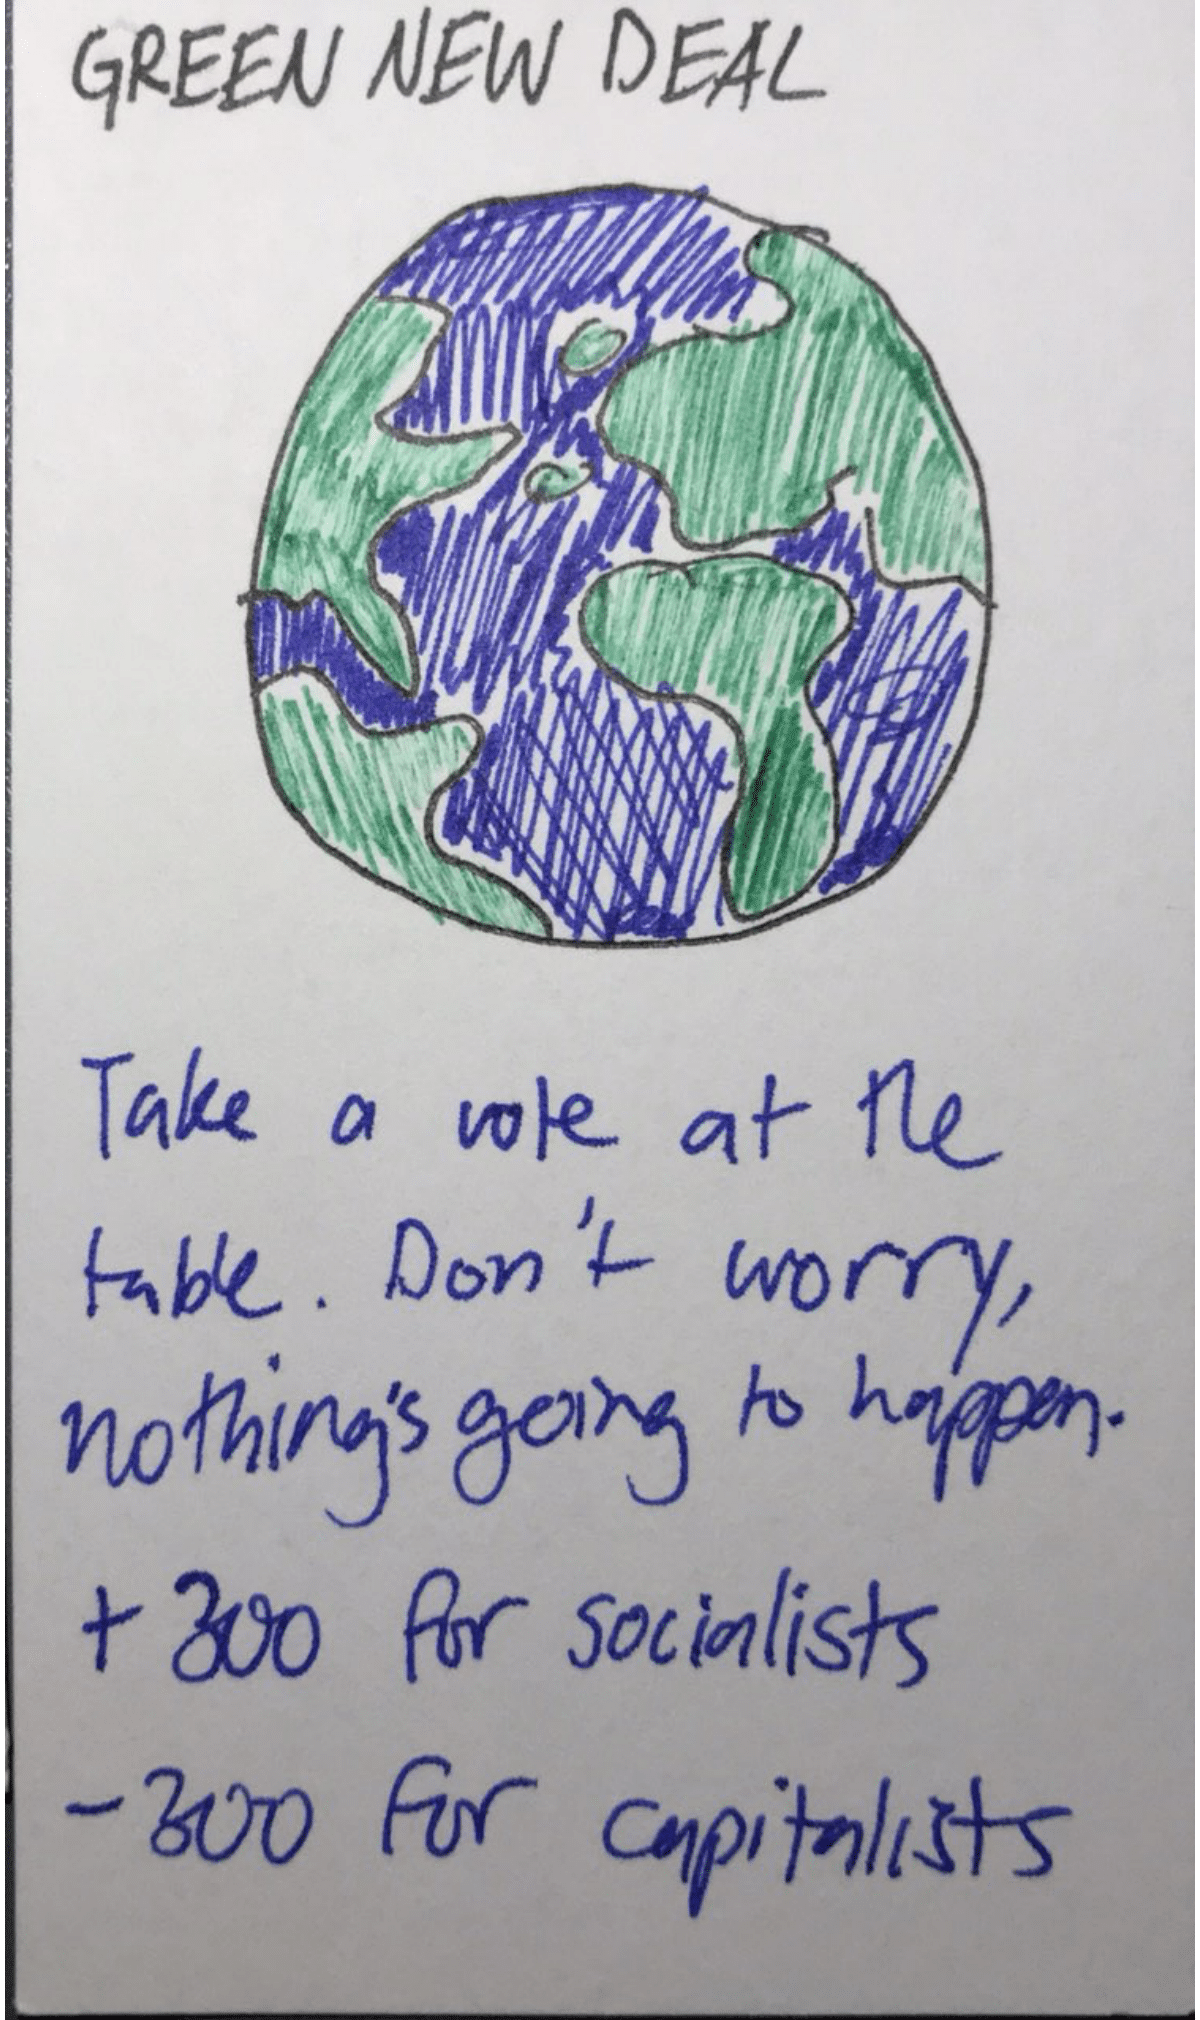 GREEN NEW DEAL
Take a vote at the
table. Don't worry,
nothing's going to happen.
+300 for socialists
-300 for capitalists